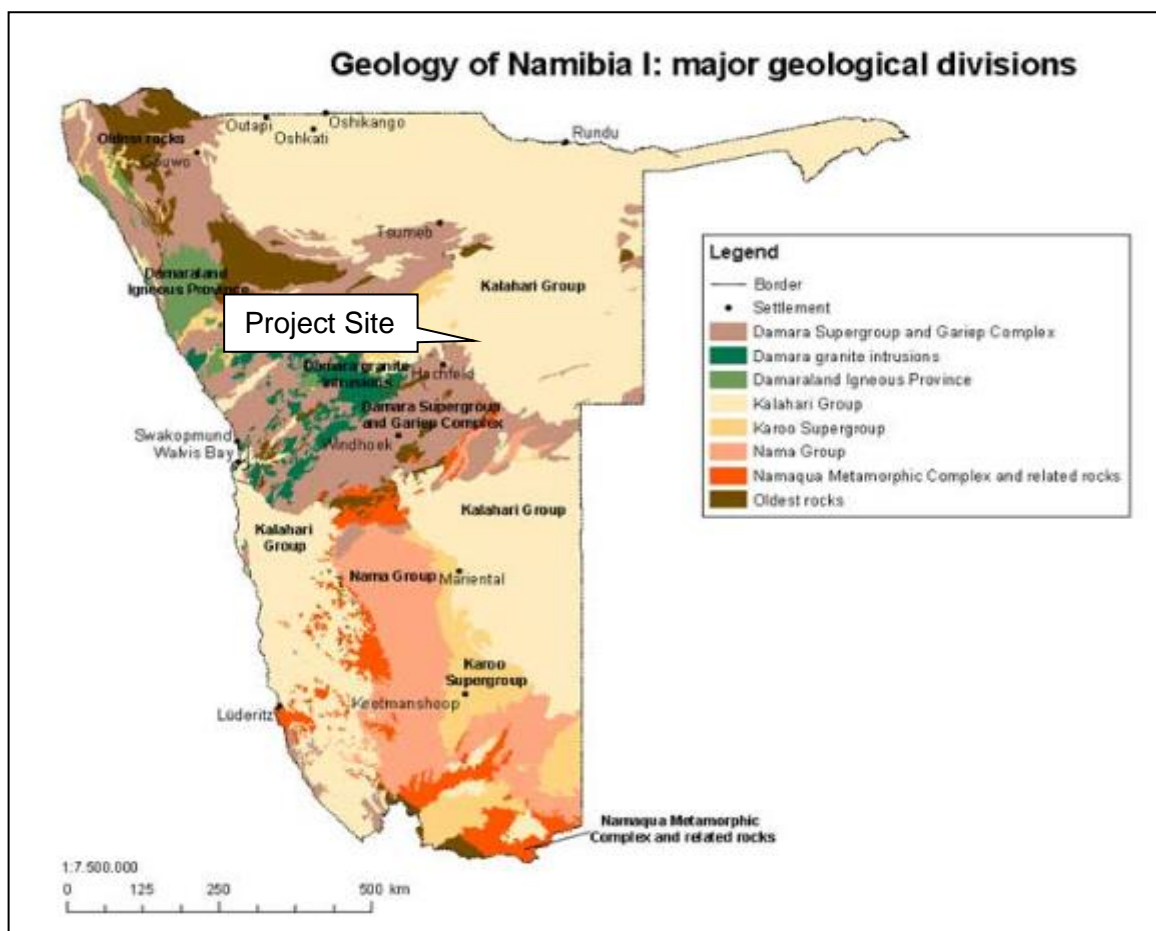 Geology of Namibia I: major geological divisions
Outapi
Oshikango
Oshkati
Rundu
Oldest rocks
Opuwo
Tsumeb
Damaraland
Igneous Province
Kalahari Group
Project Site
Damara granite
intrusions
Hochfeld
Damara Supergroup
and Gariep Complex
Windhoek
Swakopmund
Walvis Bay
Kalahari
Group
Kalahari Group
Nama Group
Mariental
Karoo
Supergroup
Keetmanshoop
Lüderitz
Namaqua Metamorphic
Complex and related rocks
1:7.500.000
0 125 250 500 km
Legend
Border
Settlement
Damara Supergroup and Gariep Complex
Damara granite intrusions
Damaraland Igneous Province
Kalahari Group
Karoo Supergroup
Nama Group
Namaqua Metamorphic Complex and related rocks
Oldest rocks